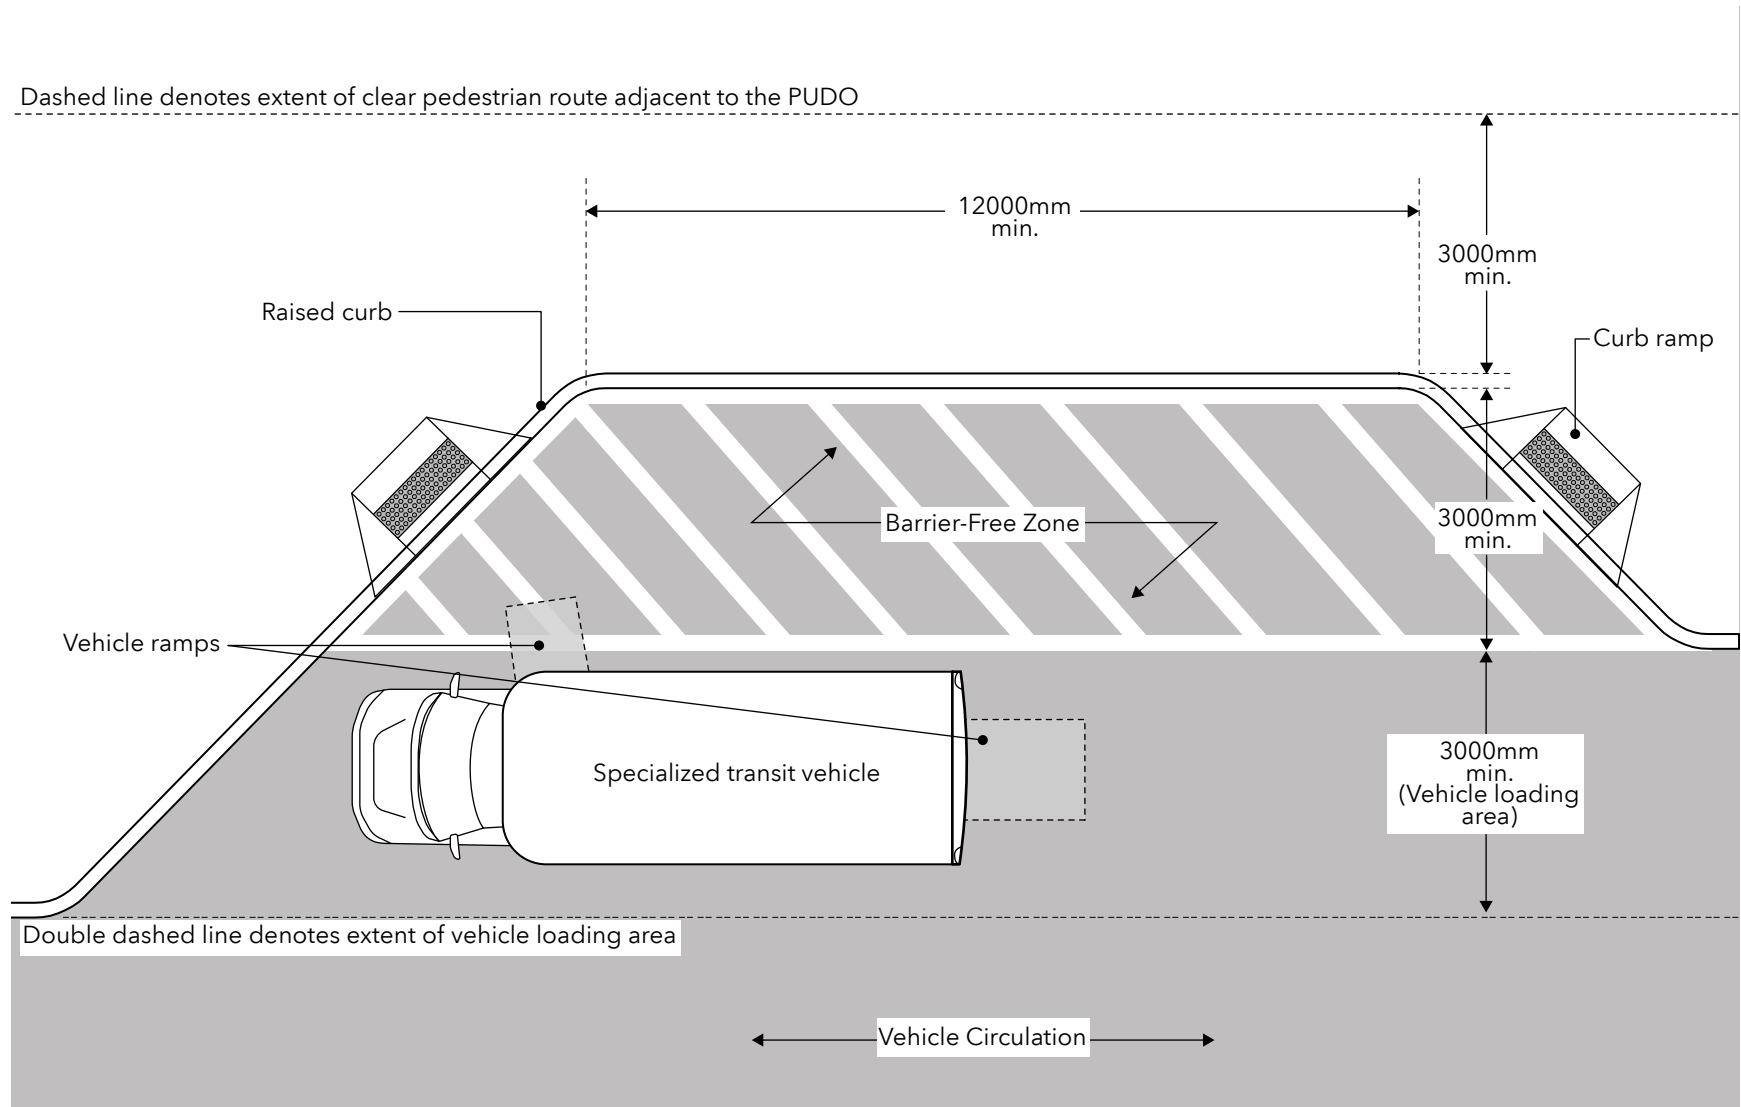 Dashed line denotes extent of clear pedestrian route adjacent to the PUDO
12000mm
min.
3000mm
min.
Raised curb
Curb ramp
Barrier-Free Zone
3000mm
min.
Vehicle ramps
Specialized transit vehicle
3000mm
min.
(Vehicle loading
area)
Double dashed line denotes extent of vehicle loading area
Vehicle Circulation